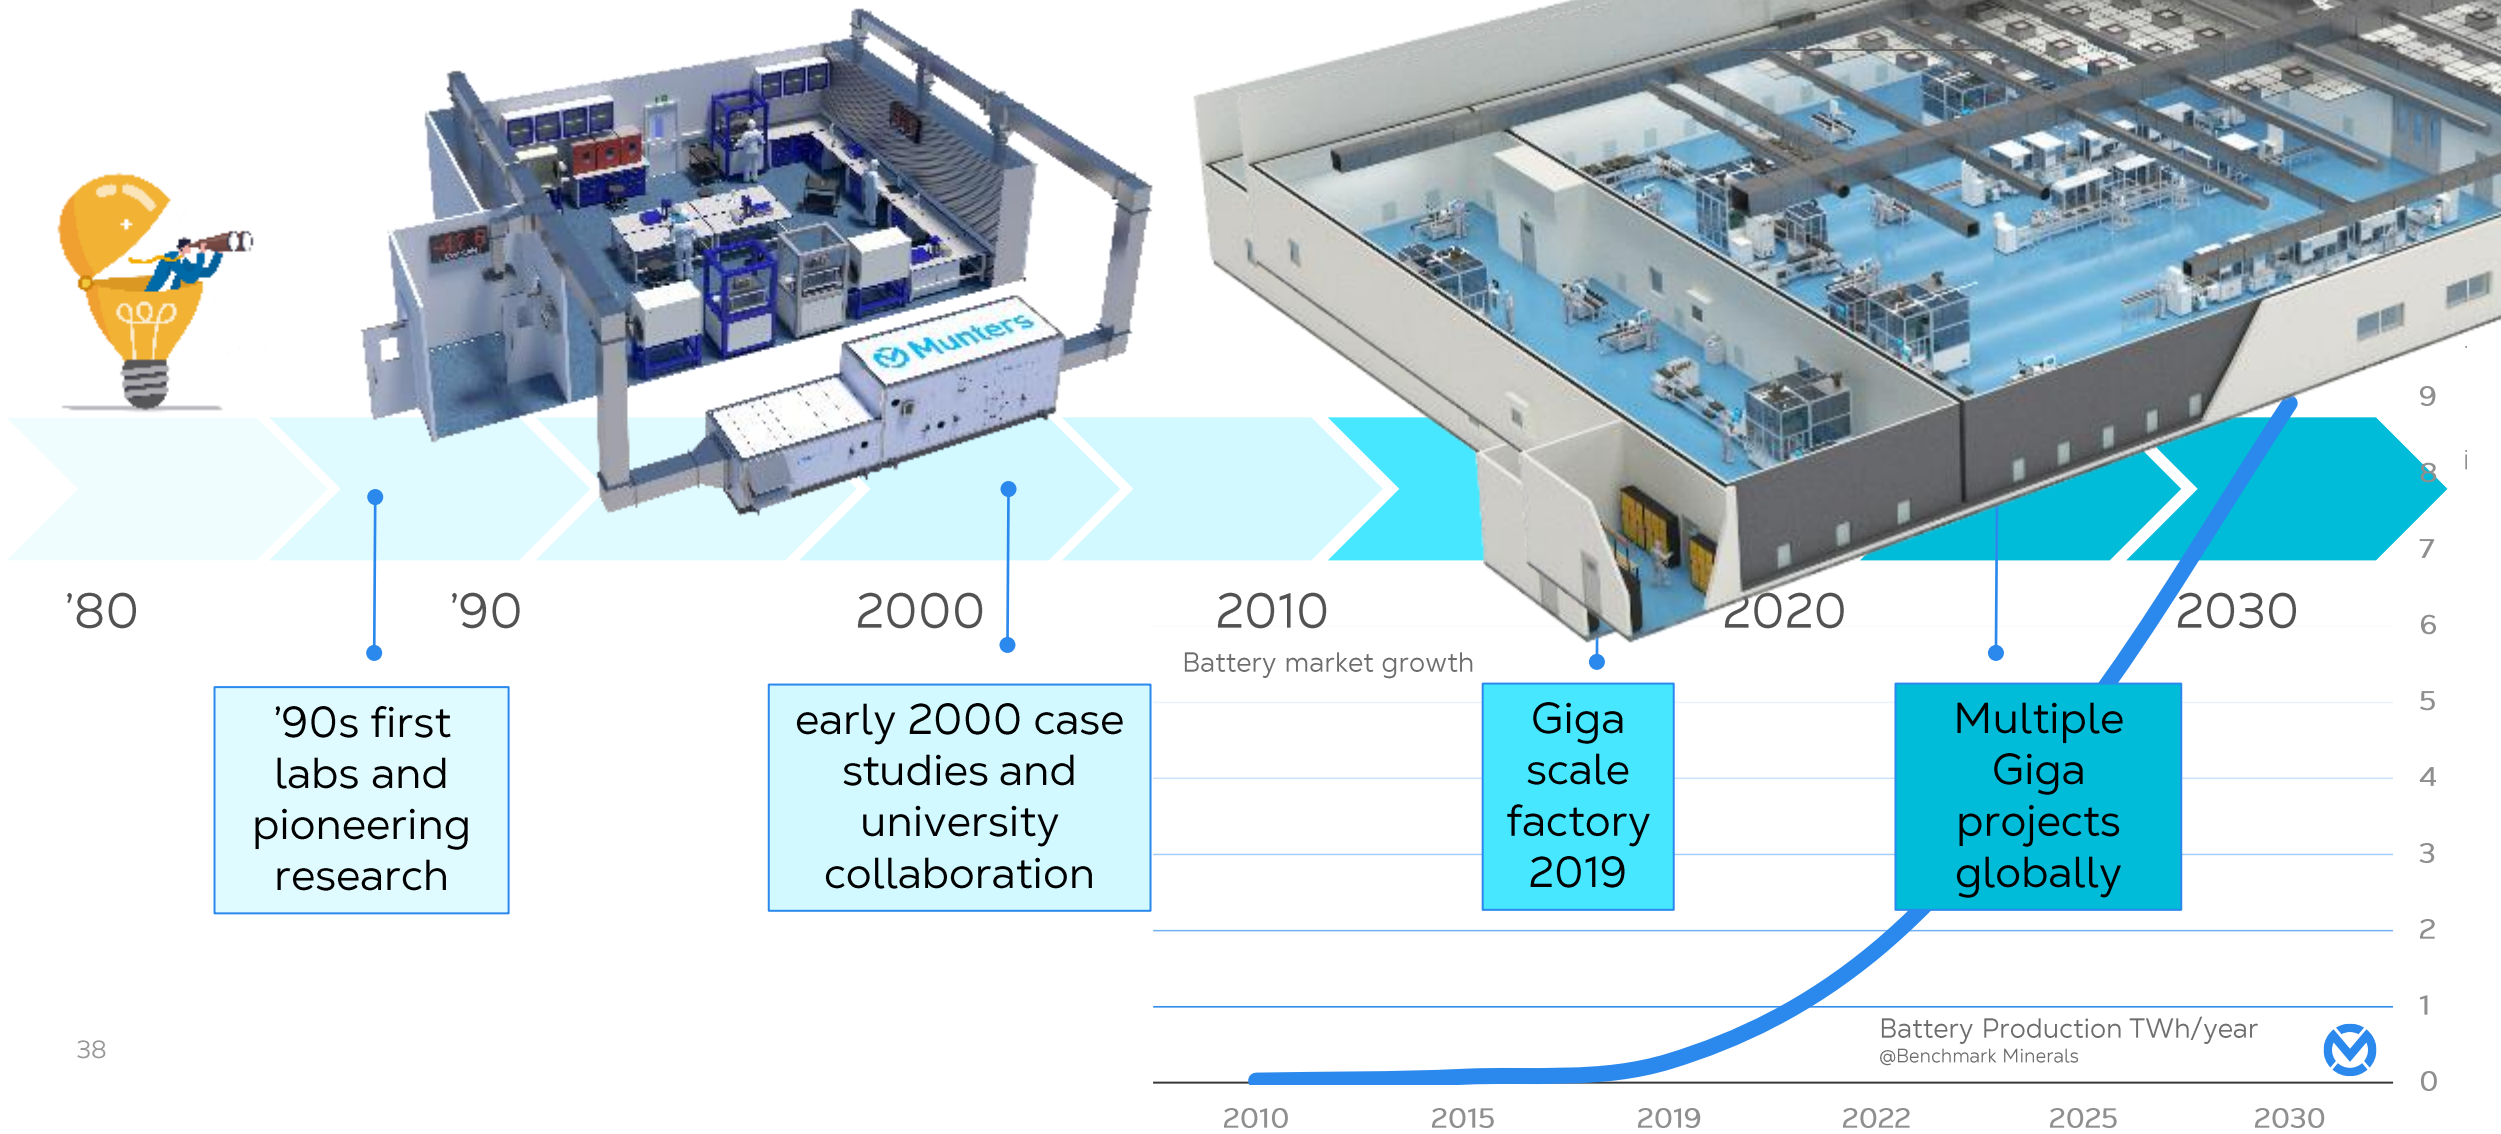 Munters
9
8
i
7
'80
'90
2000
2010
2020
2030
6
Battery market growth
'90s first
labs and
pioneering
research
early 2000 case
studies and
university
collaboration
Giga
scale
factory
2019
Multiple
Giga
projects
globally
5
4
3
2
1
Battery Production TWh/year
@Benchmark Minerals
38
0
2010
2015
2019
2022
2025
2030